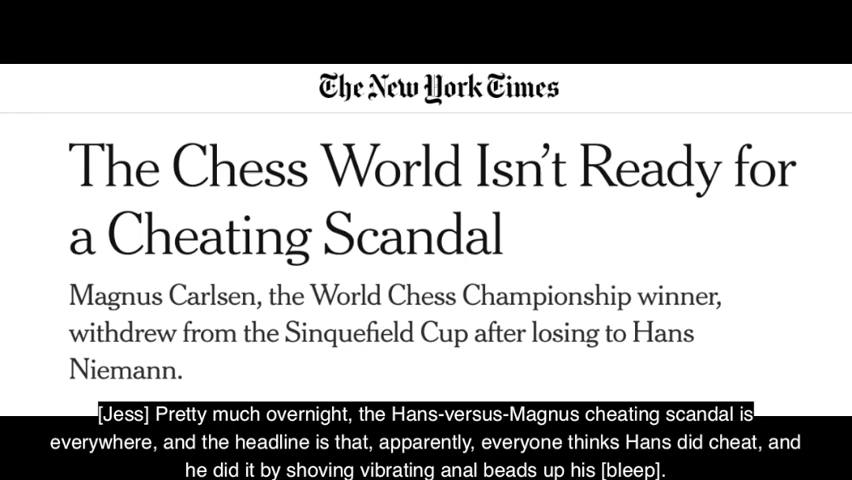 The New York Times
The Chess World Isn't Ready for
a Cheating Scandal
Magnus Carlsen, the World Chess Championship winner,
withdrew from the Sinquefield Cup after losing to Hans
Niemann.
[Jess] Pretty much overnight, the Hans-versus-Magnus cheating scandal is
everywhere, and the headline is that, apparently, everyone thinks Hans did cheat, and
he did it by shoving vibrating anal beads up his [bleep].